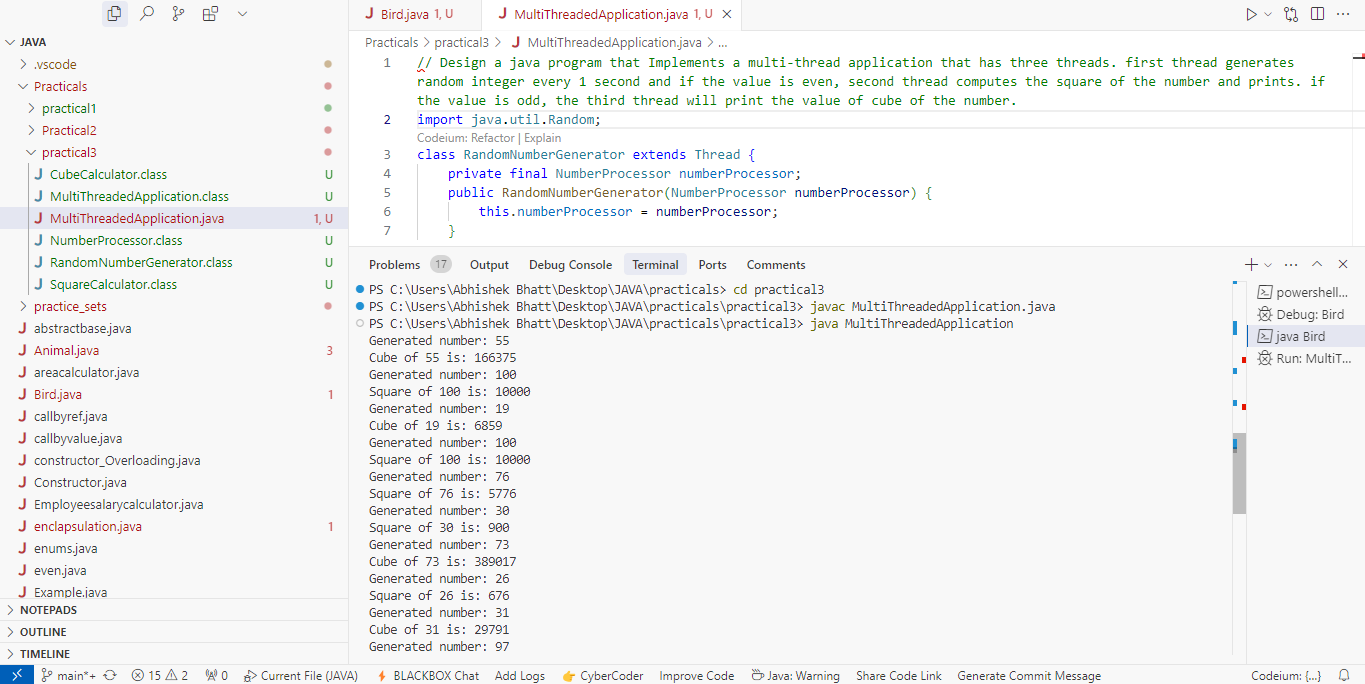 JAVA
.vscode
Practicals
practical1
Practical2
practical3
CubeCalculator.class U
MultiThreadedApplication.class U
MultiThreadedApplication.java 1, U
NumberProcessor.class U
RandomNumberGenerator.class U
SquareCalculator.class U
practice_sets
abstractbase.java
Animal.java 3
areacalculator.java
Bird.java 1
callbyref.java
callbyvalue.java
constructor_Overloading.java
Constructor.java
Employeesalarycalculator.java
enclapsulation.java 1
enums.java
even.java
Example.java
NOTEPADS
OUTLINE
TIMELINE
J Bird.java 1, U J MultiThreadedApplication.java 1, U
Practicals > practical3 > J MultiThreadedApplication.java > ...
1 // Design a java program that Implements a multi-thread application that has three threads. first thread generates
random integer every 1 second and if the value is even, second thread computes the square of the number and prints. if
the value is odd, the third thread will print the value of cube of the number.
2 import java.util.Random;
Codeium: Refactor | Explain
3 class RandomNumberGenerator extends Thread {
4 private final NumberProcessor numberProcessor;
5 public RandomNumberGenerator(NumberProcessor numberProcessor) {
6 this.numberProcessor = numberProcessor;
7 }
Problems 17 Output Debug Console Terminal Ports Comments
PS C:\Users\Abhishek Bhatt\Desktop\JAVA\practicals> cd practical3
PS C:\Users\Abhishek Bhatt\Desktop\JAVA\practicals\practical3> javac MultiThreadedApplication.java
PS C:\Users\Abhishek Bhatt\Desktop\JAVA\practicals\practical3> java MultiThreadedApplication
Generated number: 55
Cube of 55 is: 166375
Generated number: 100
Square of 100 is: 10000
Generated number: 19
Cube of 19 is: 6859
Generated number: 100
Square of 100 is: 10000
Generated number: 76
Square of 76 is: 5776
Generated number: 30
Square of 30 is: 900
Generated number: 73
Cube of 73 is: 389017
Generated number: 26
Square of 26 is: 676
Generated number: 31
Cube of 31 is: 29791
Generated number: 97
powershell...
Debug: Bird
java Bird
Run: MultiT...
main*+ 15 2 0 Current File (JAVA) BLACKBOX Chat Add Logs CyberCoder Improve Code Java: Warning Share Code Link Generate Commit Message Codeium: {...}